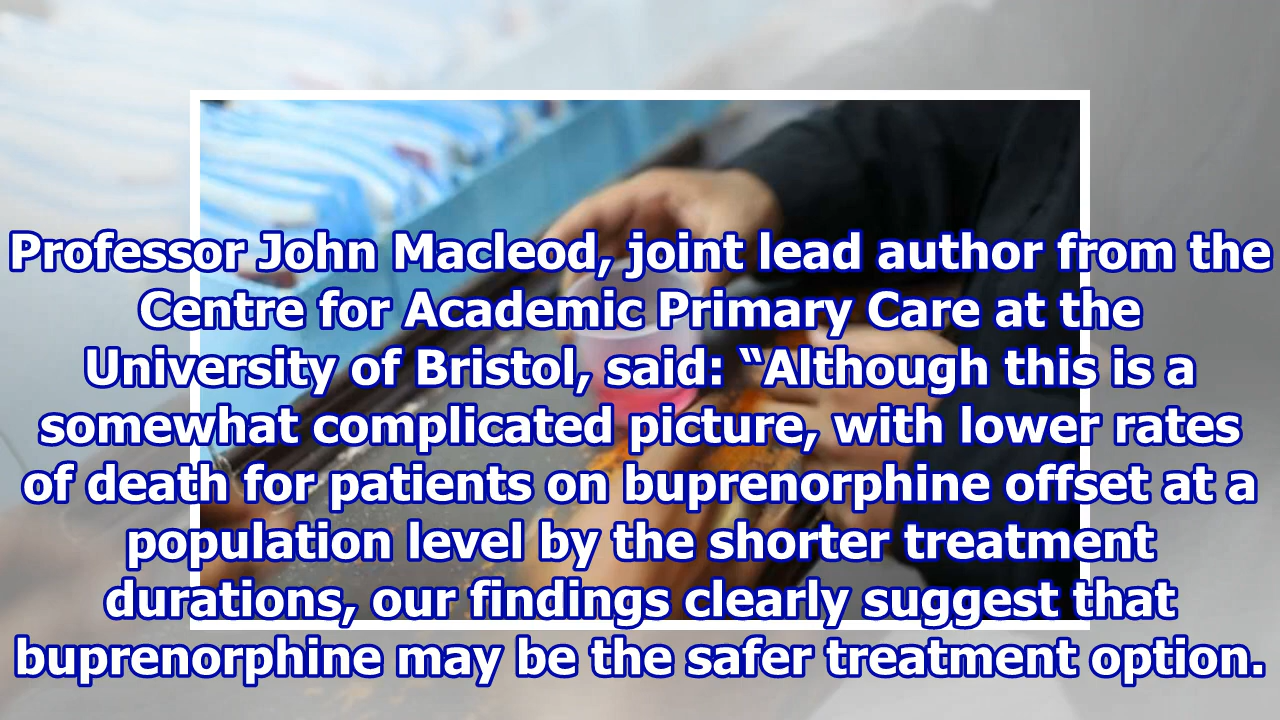 Professor John Macleod, joint lead author from the
Centre for Academic Primary Care at the
University of Bristol, said: “Although this is a
somewhat complicated picture, with lower rates
of death for patients on buprenorphine offset at a
population level by the shorter treatment
durations, our findings clearly suggest that
buprenorphine may be the safer treatment option.